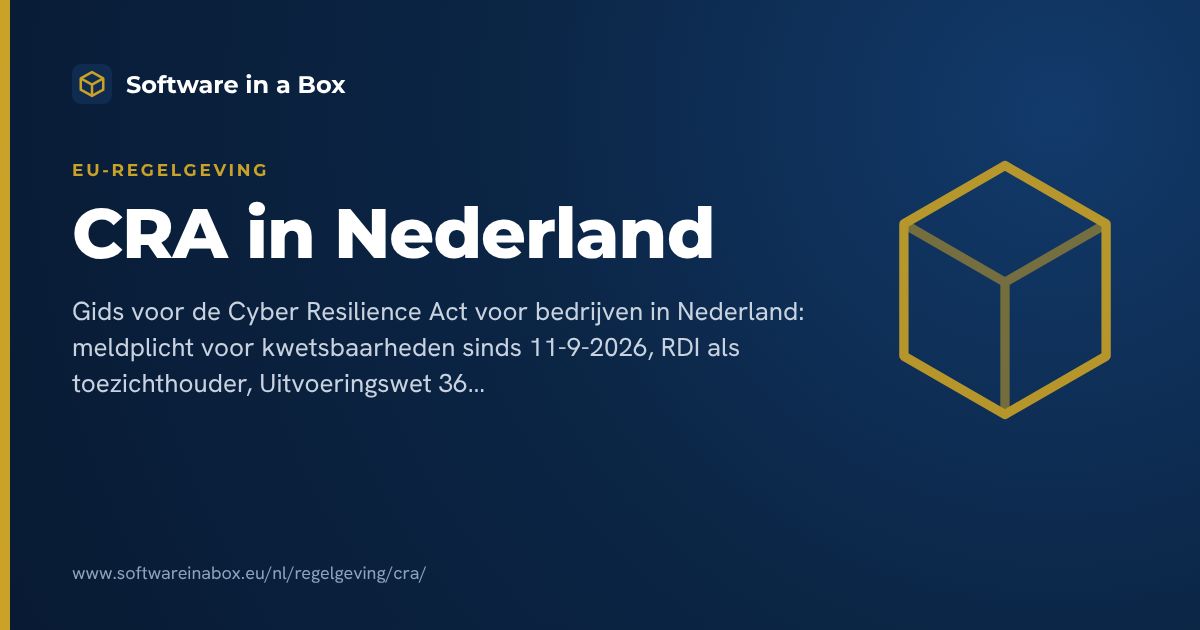 Software in a Box
EU-REGELGEVING
CRA in Nederland
Gids voor de Cyber Resilience Act voor bedrijven in Nederland:
meldplicht voor kwetsbaarheden sinds 11-9-2026, RDI als
toezichthouder, Uitvoeringswet 36…
www.softwareinabox.eu/nl/regelgeving/cra/